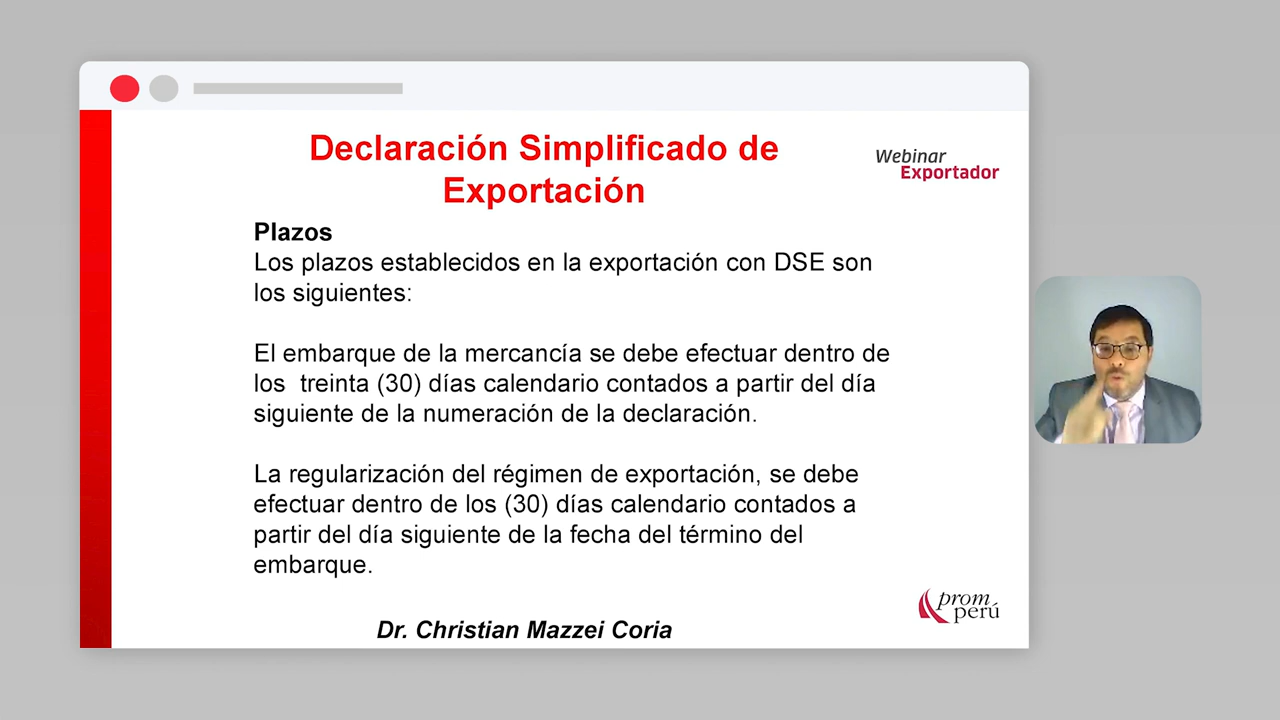 Declaración Simplificado de
Exportación
Webinar
Exportador
Plazos
Los plazos establecidos en la exportación con DSE son
los siguientes:
El embarque de la mercancía se debe efectuar dentro de
los  treinta (30) días calendario contados a partir del día
siguiente de la numeración de la declaración.
La regularización del régimen de exportación, se debe
efectuar dentro de los (30) días calendario contados a
partir del día siguiente de la fecha del término del
embarque.
prom
perú
Dr. Christian Mazzei Coria